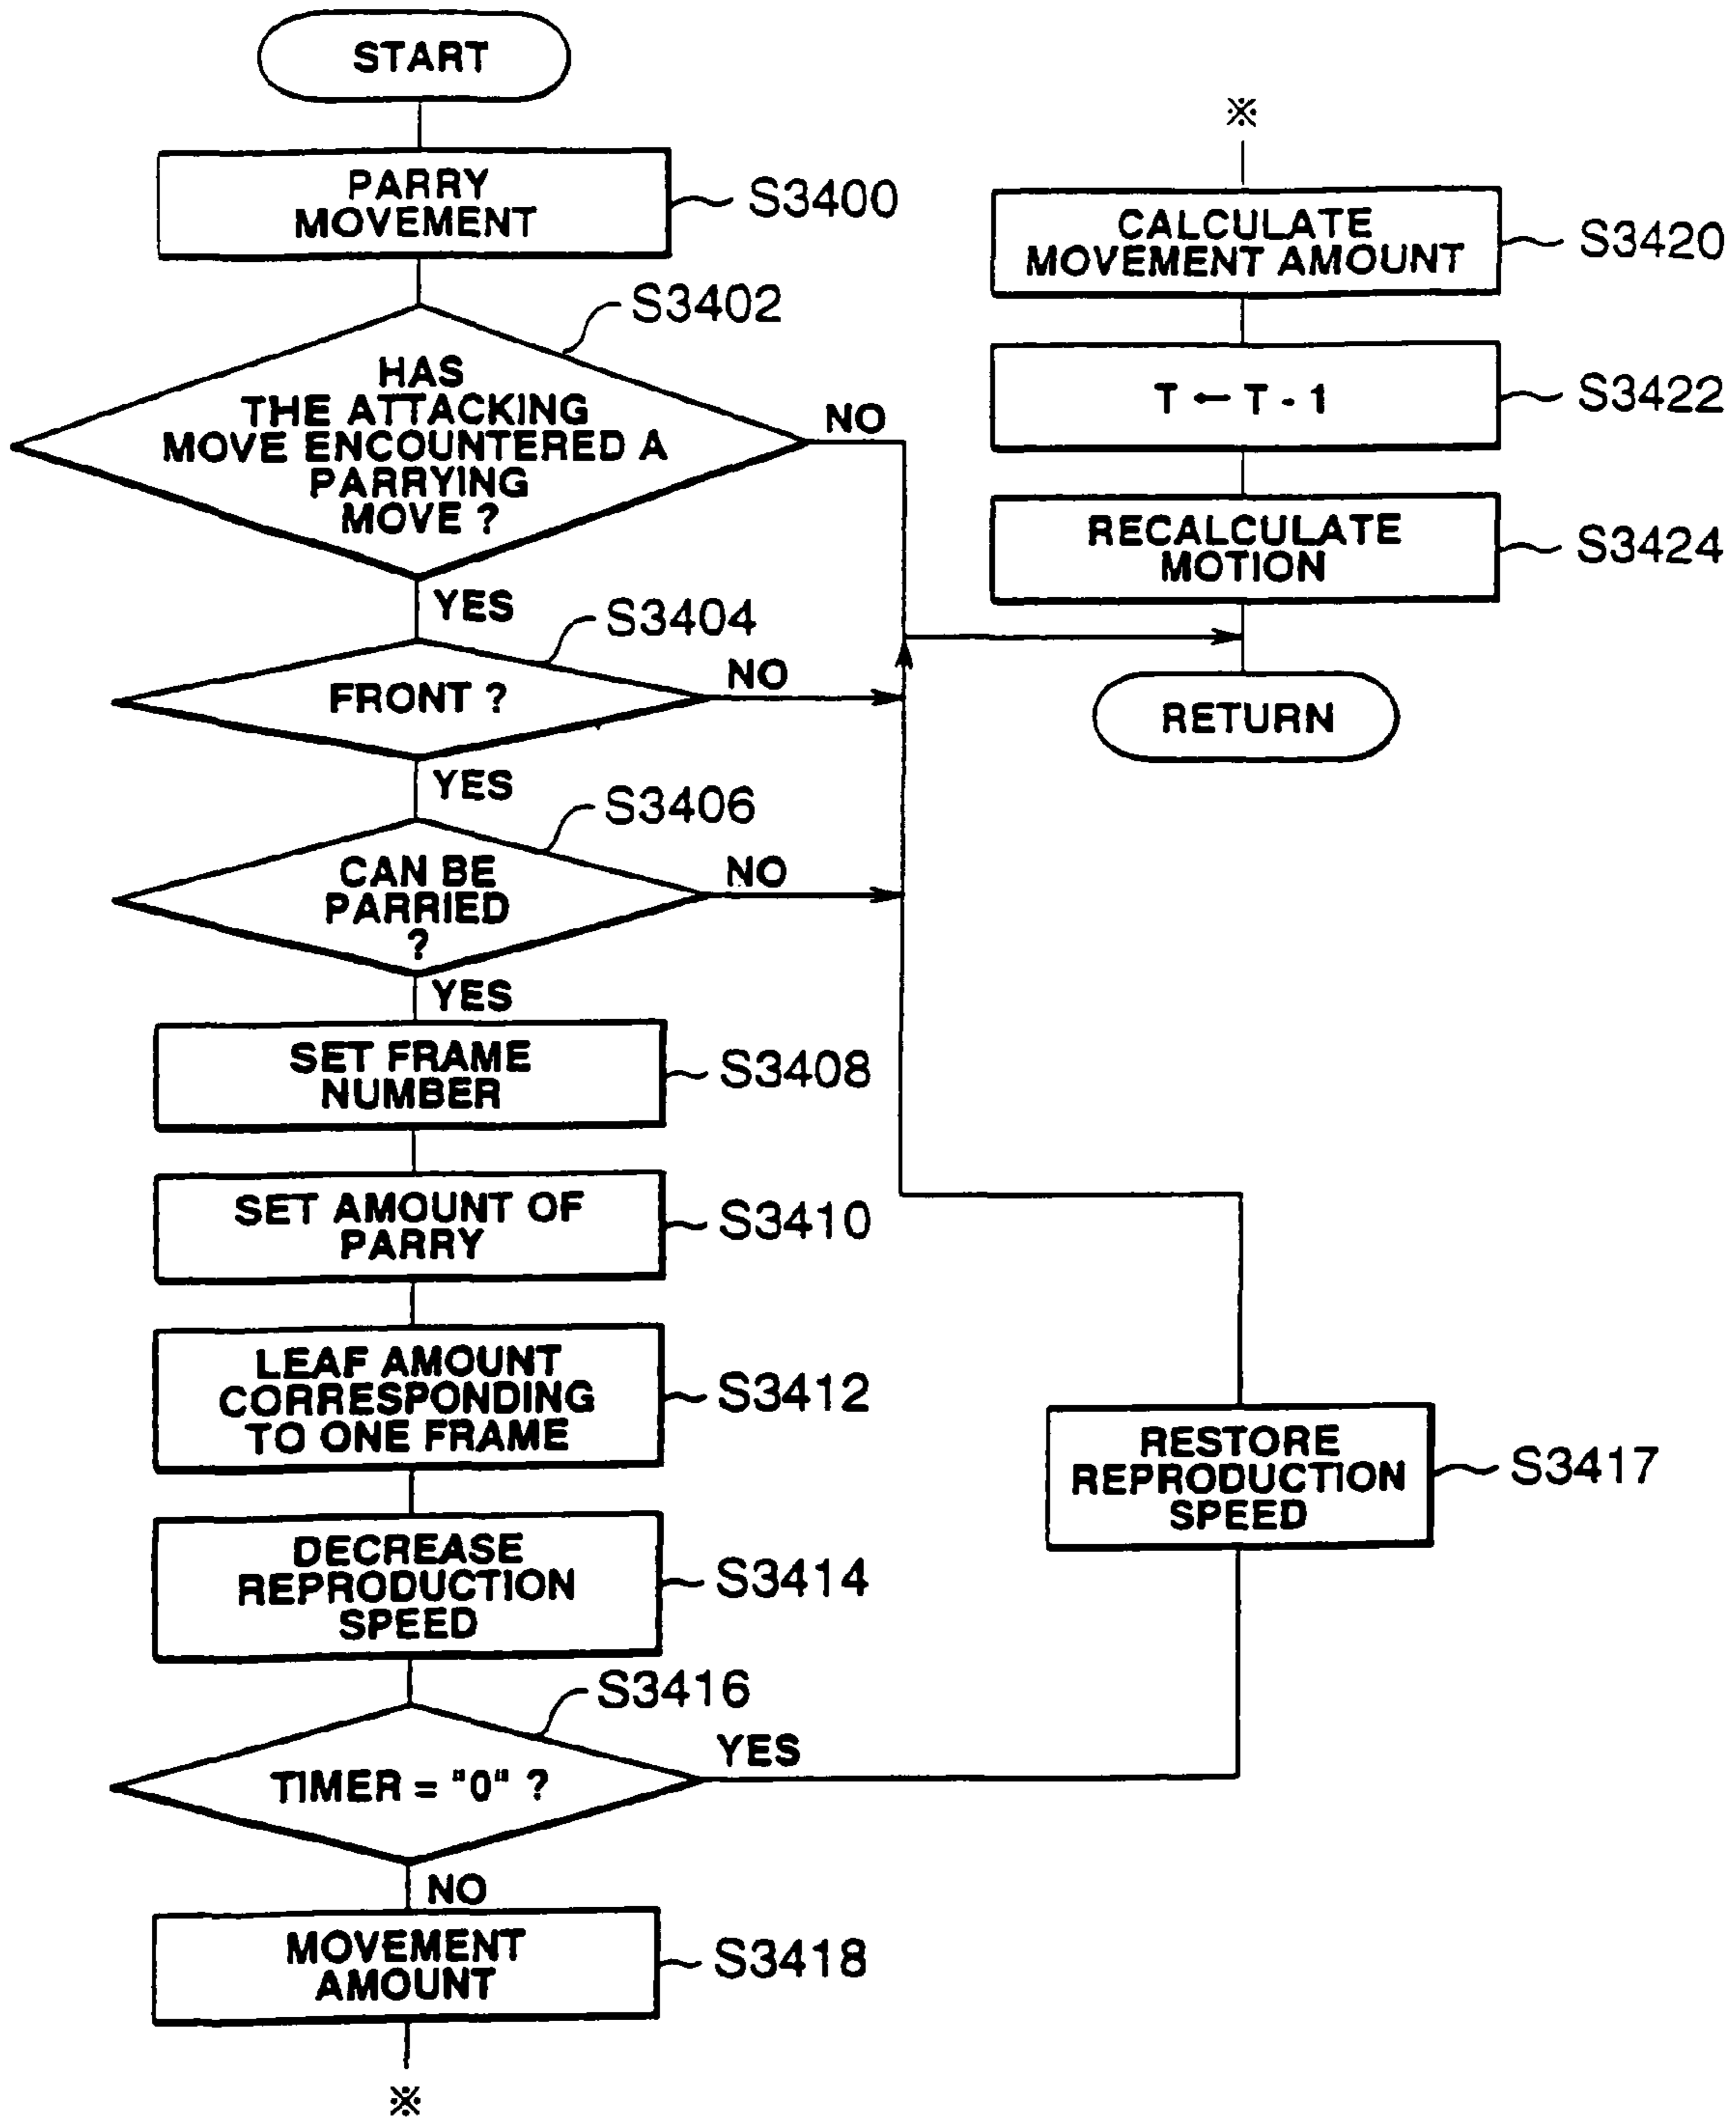 START
PARRY
MOVEMENT
S3400
S3402
HAS
THE ATTACKING
MOVE ENCOUNTERED A
PARRYING
MOVE ?
NO
YES
S3404
FRONT ?
NO
YES
S3406
CAN BE
PARRIED
?
NO
YES
SET FRAME
NUMBER
S3408
SET AMOUNT OF
PARRY
S3410
LEAF AMOUNT
CORRESPONDING
TO ONE FRAME
S3412
DECREASE
REPRODUCTION
SPEED
S3414
S3416
TIMER = "0" ?
YES
NO
MOVEMENT
AMOUNT
S3418
※
※
CALCULATE
MOVEMENT AMOUNT
S3420
T ← T - 1
S3422
RECALCULATE
MOTION
S3424
RETURN
RESTORE
REPRODUCTION
SPEED
S3417